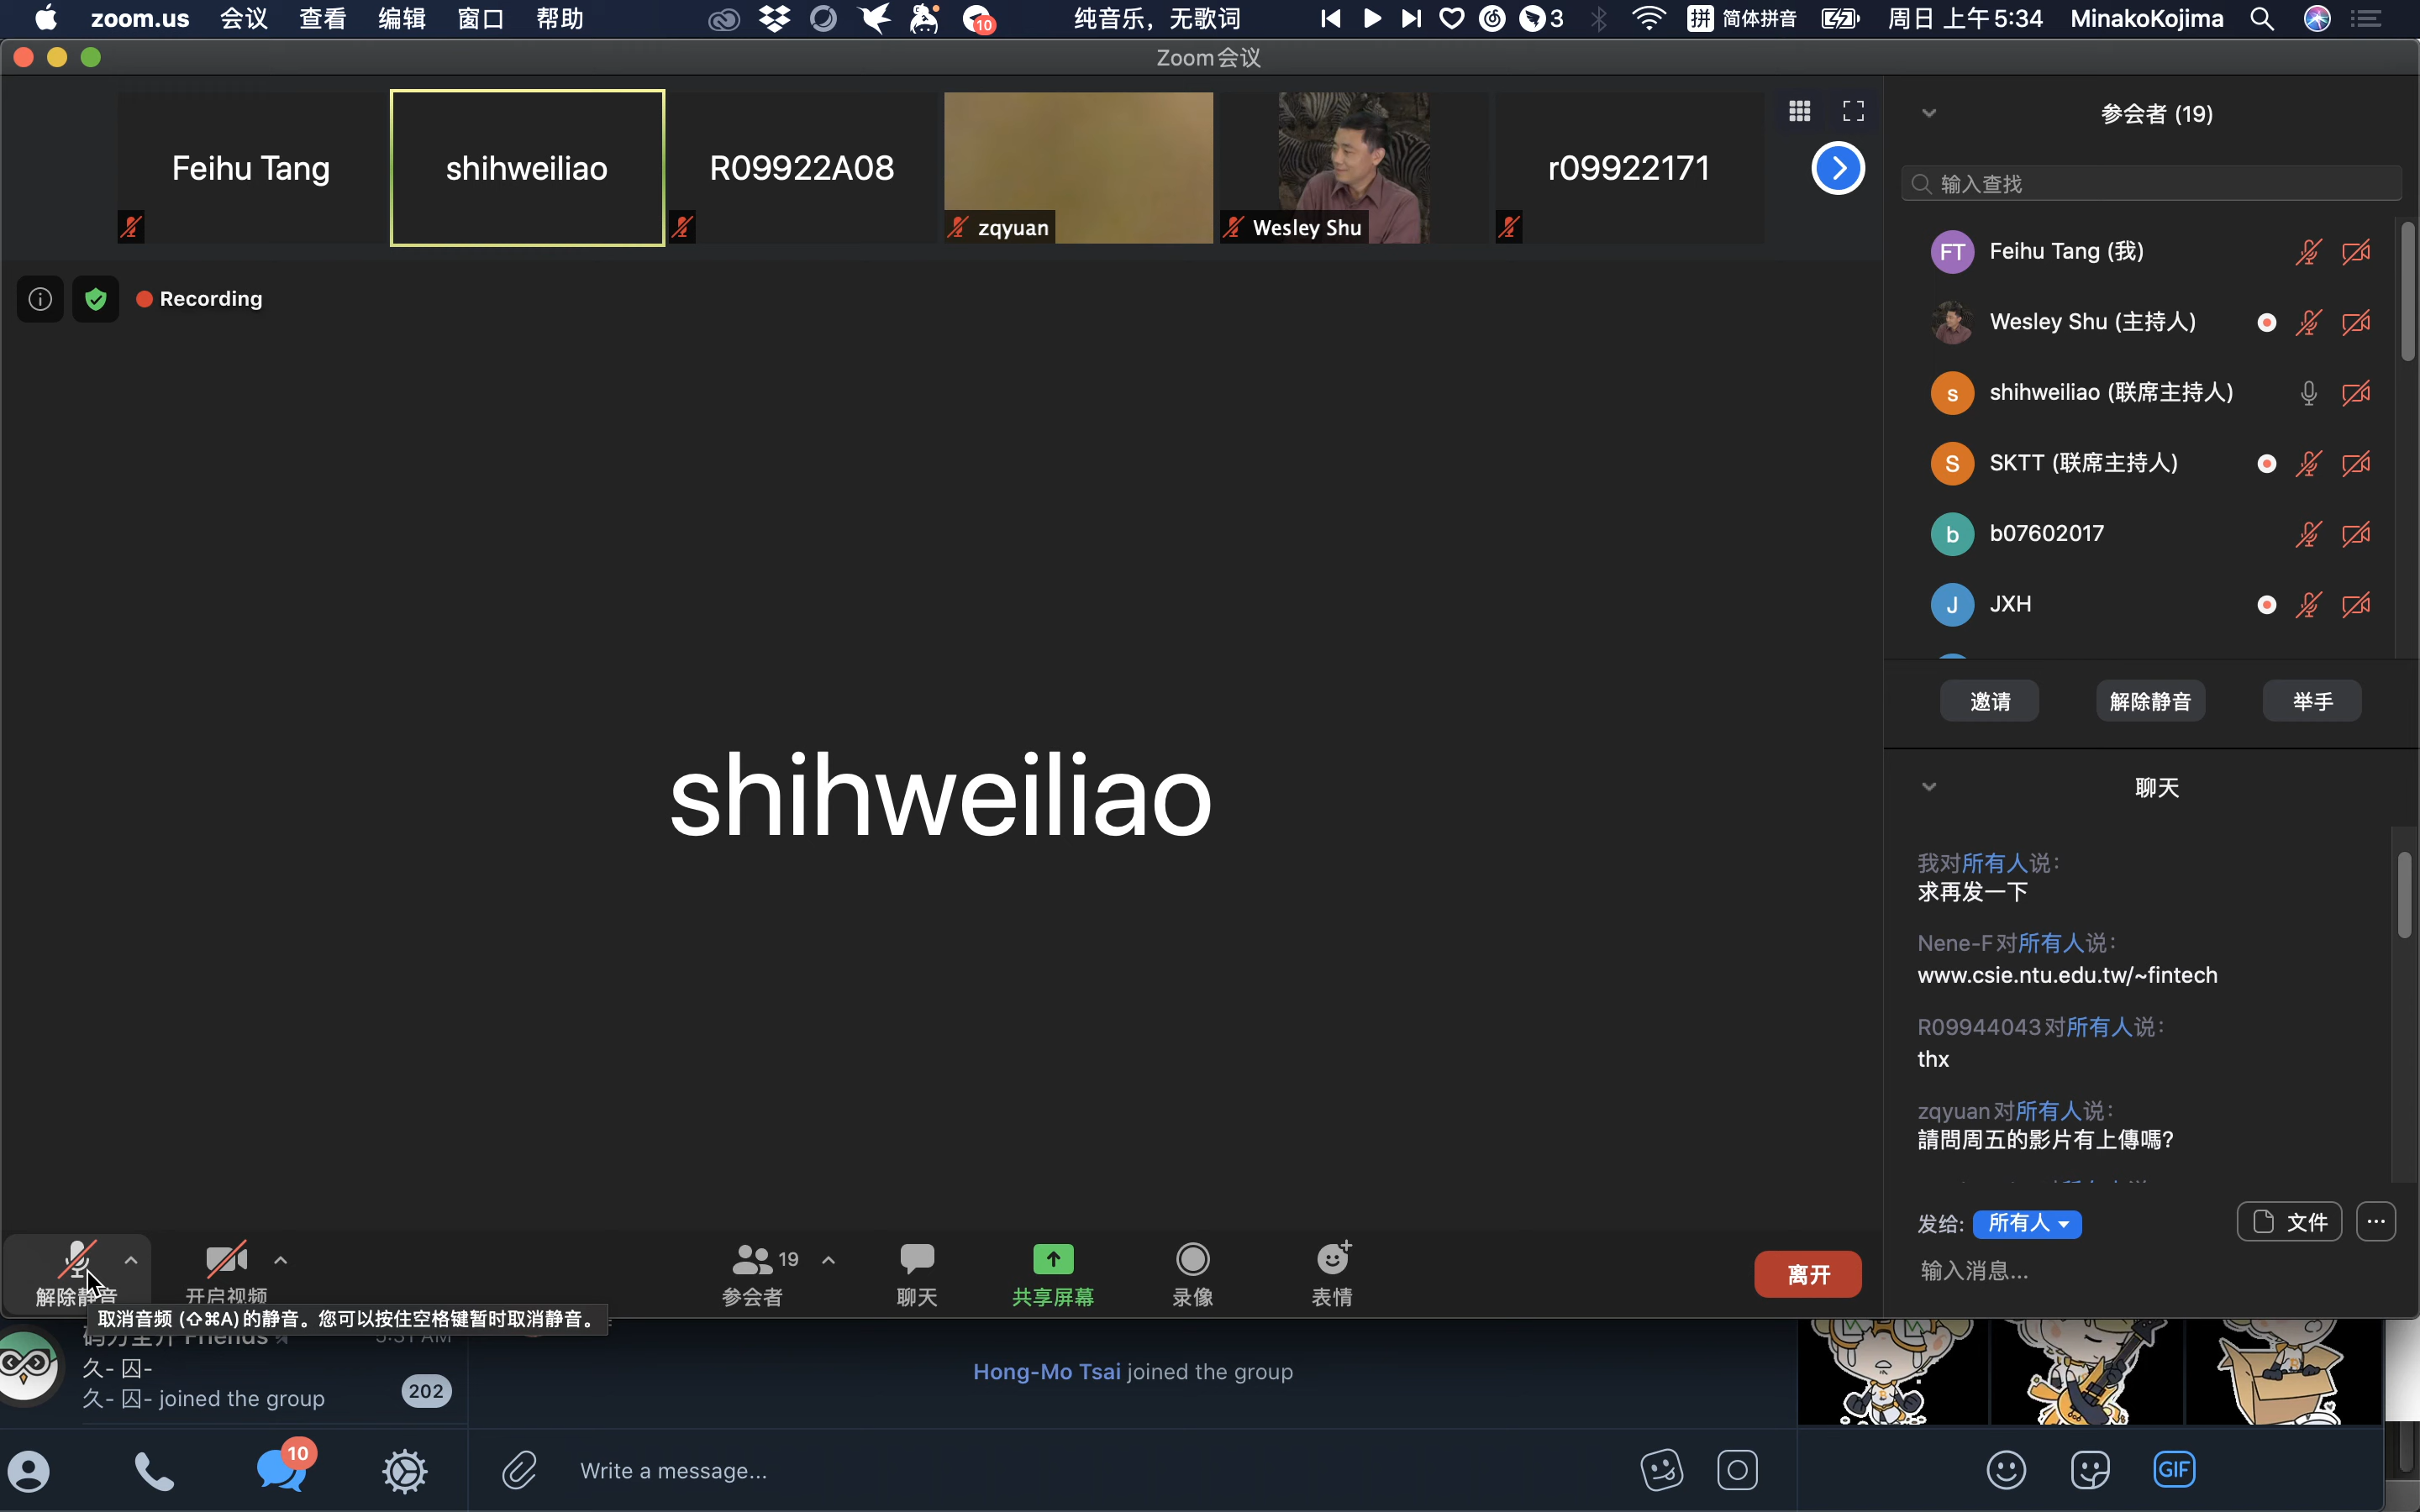 zoom.us 会议 查看 编辑 窗口 帮助 10 纯音乐，无歌词 3 拼 简体拼音 周日 上午5:34 MinakoKojima
Zoom会议
Feihu Tang
shihweiliao
R09922A08
zqyuan
Wesley Shu
r09922171
Recording
shihweiliao
参会者 (19)
输入查找
FT Feihu Tang (我)
Wesley Shu (主持人)
s shihweiliao (联席主持人)
S SKTT (联席主持人)
b b07602017
J JXH
邀请 解除静音 举手
聊天
我对所有人说：
求再发一下
Nene-F对所有人说：
www.csie.ntu.edu.tw/~fintech
R09944043对所有人说：
thx
zqyuan对所有人说：
請問周五的影片有上傳嗎?
发给: 所有人 文件
输入消息...
解除静音 开启视频 19 参会者 聊天 共享屏幕 录像 表情 离开
取消音频 (⇧⌘A) 的静音。您可以按住空格键暂时取消静音。
久- 囚-
久- 囚- joined the group
202
Hong-Mo Tsai joined the group
10
Write a message...
GIF